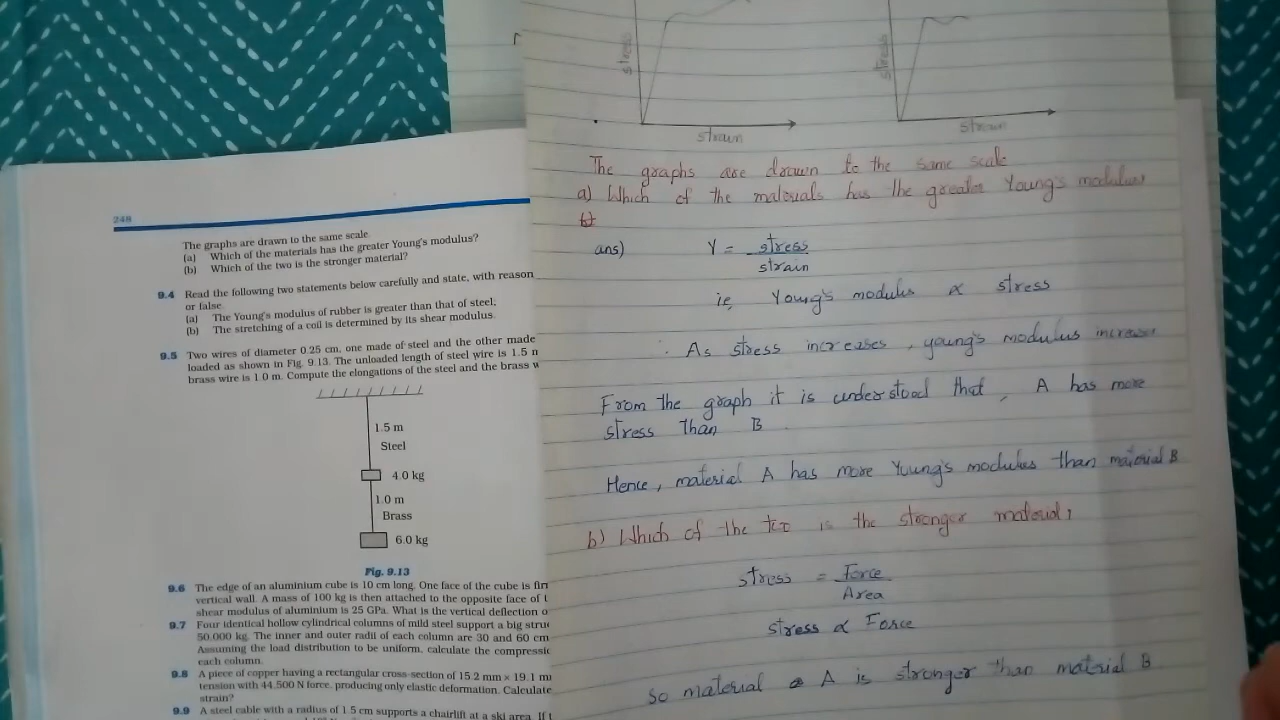 248
The graphs are drawn to the same scale.
(a) Which of the materials has the greater Young's modulus?
(b) Which of the two is the stronger material?
9.4 Read the following two statements below carefully and state, with reason
or false.
(a) The Young's modulus of rubber is greater than that of steel;
(b) The stretching of a coil is determined by its shear modulus.
9.5 Two wires of diameter 0.25 cm, one made of steel and the other made
loaded as shown in Fig. 9.13. The unloaded length of steel wire is 1.5
brass wire is 1.0 m. Compute the elongations of the steel and the brass
1.5 m
Steel
4.0 kg
1.0 m
Brass
6.0 kg
Fig. 9.13
9.6 The edge of an aluminium cube is 10 cm long. One face of the cube is
vertical wall. A mass of 100 kg is then attached to the opposite face of
shear modulus of aluminium is 25 GPa. What is the vertical deflection
9.7 Four identical hollow cylindrical columns of mild steel support a big
50,000 kg. The inner and outer radii of each column are 30 and 60 cm
Assuming the load distribution to be uniform, calculate the
each column.
9.8 A piece of copper having a rectangular cross-section of 15.2 mm × 19.1
tension with 44,500 N force, producing only elastic deformation. Calculate
strain?
9.9 A steel cable with a radius of 1.5 cm supports a chairlift at a ski area. If
stress
strain
stress
strain
The graphs are drawn to the same scale
a) Which of the materials has the greater Young's modulus
b)
ans) Y = stress
strain
ie, Young's modulus ∝ stress
As stress increases, young's modulus increases
From the graph it is understood that, A has more
stress than B
Hence, material A has more Young's modulus than material B
b) Which of the is the stronger material?
stress = Force
Area
stress ∝ Force
So material A is stronger than material B